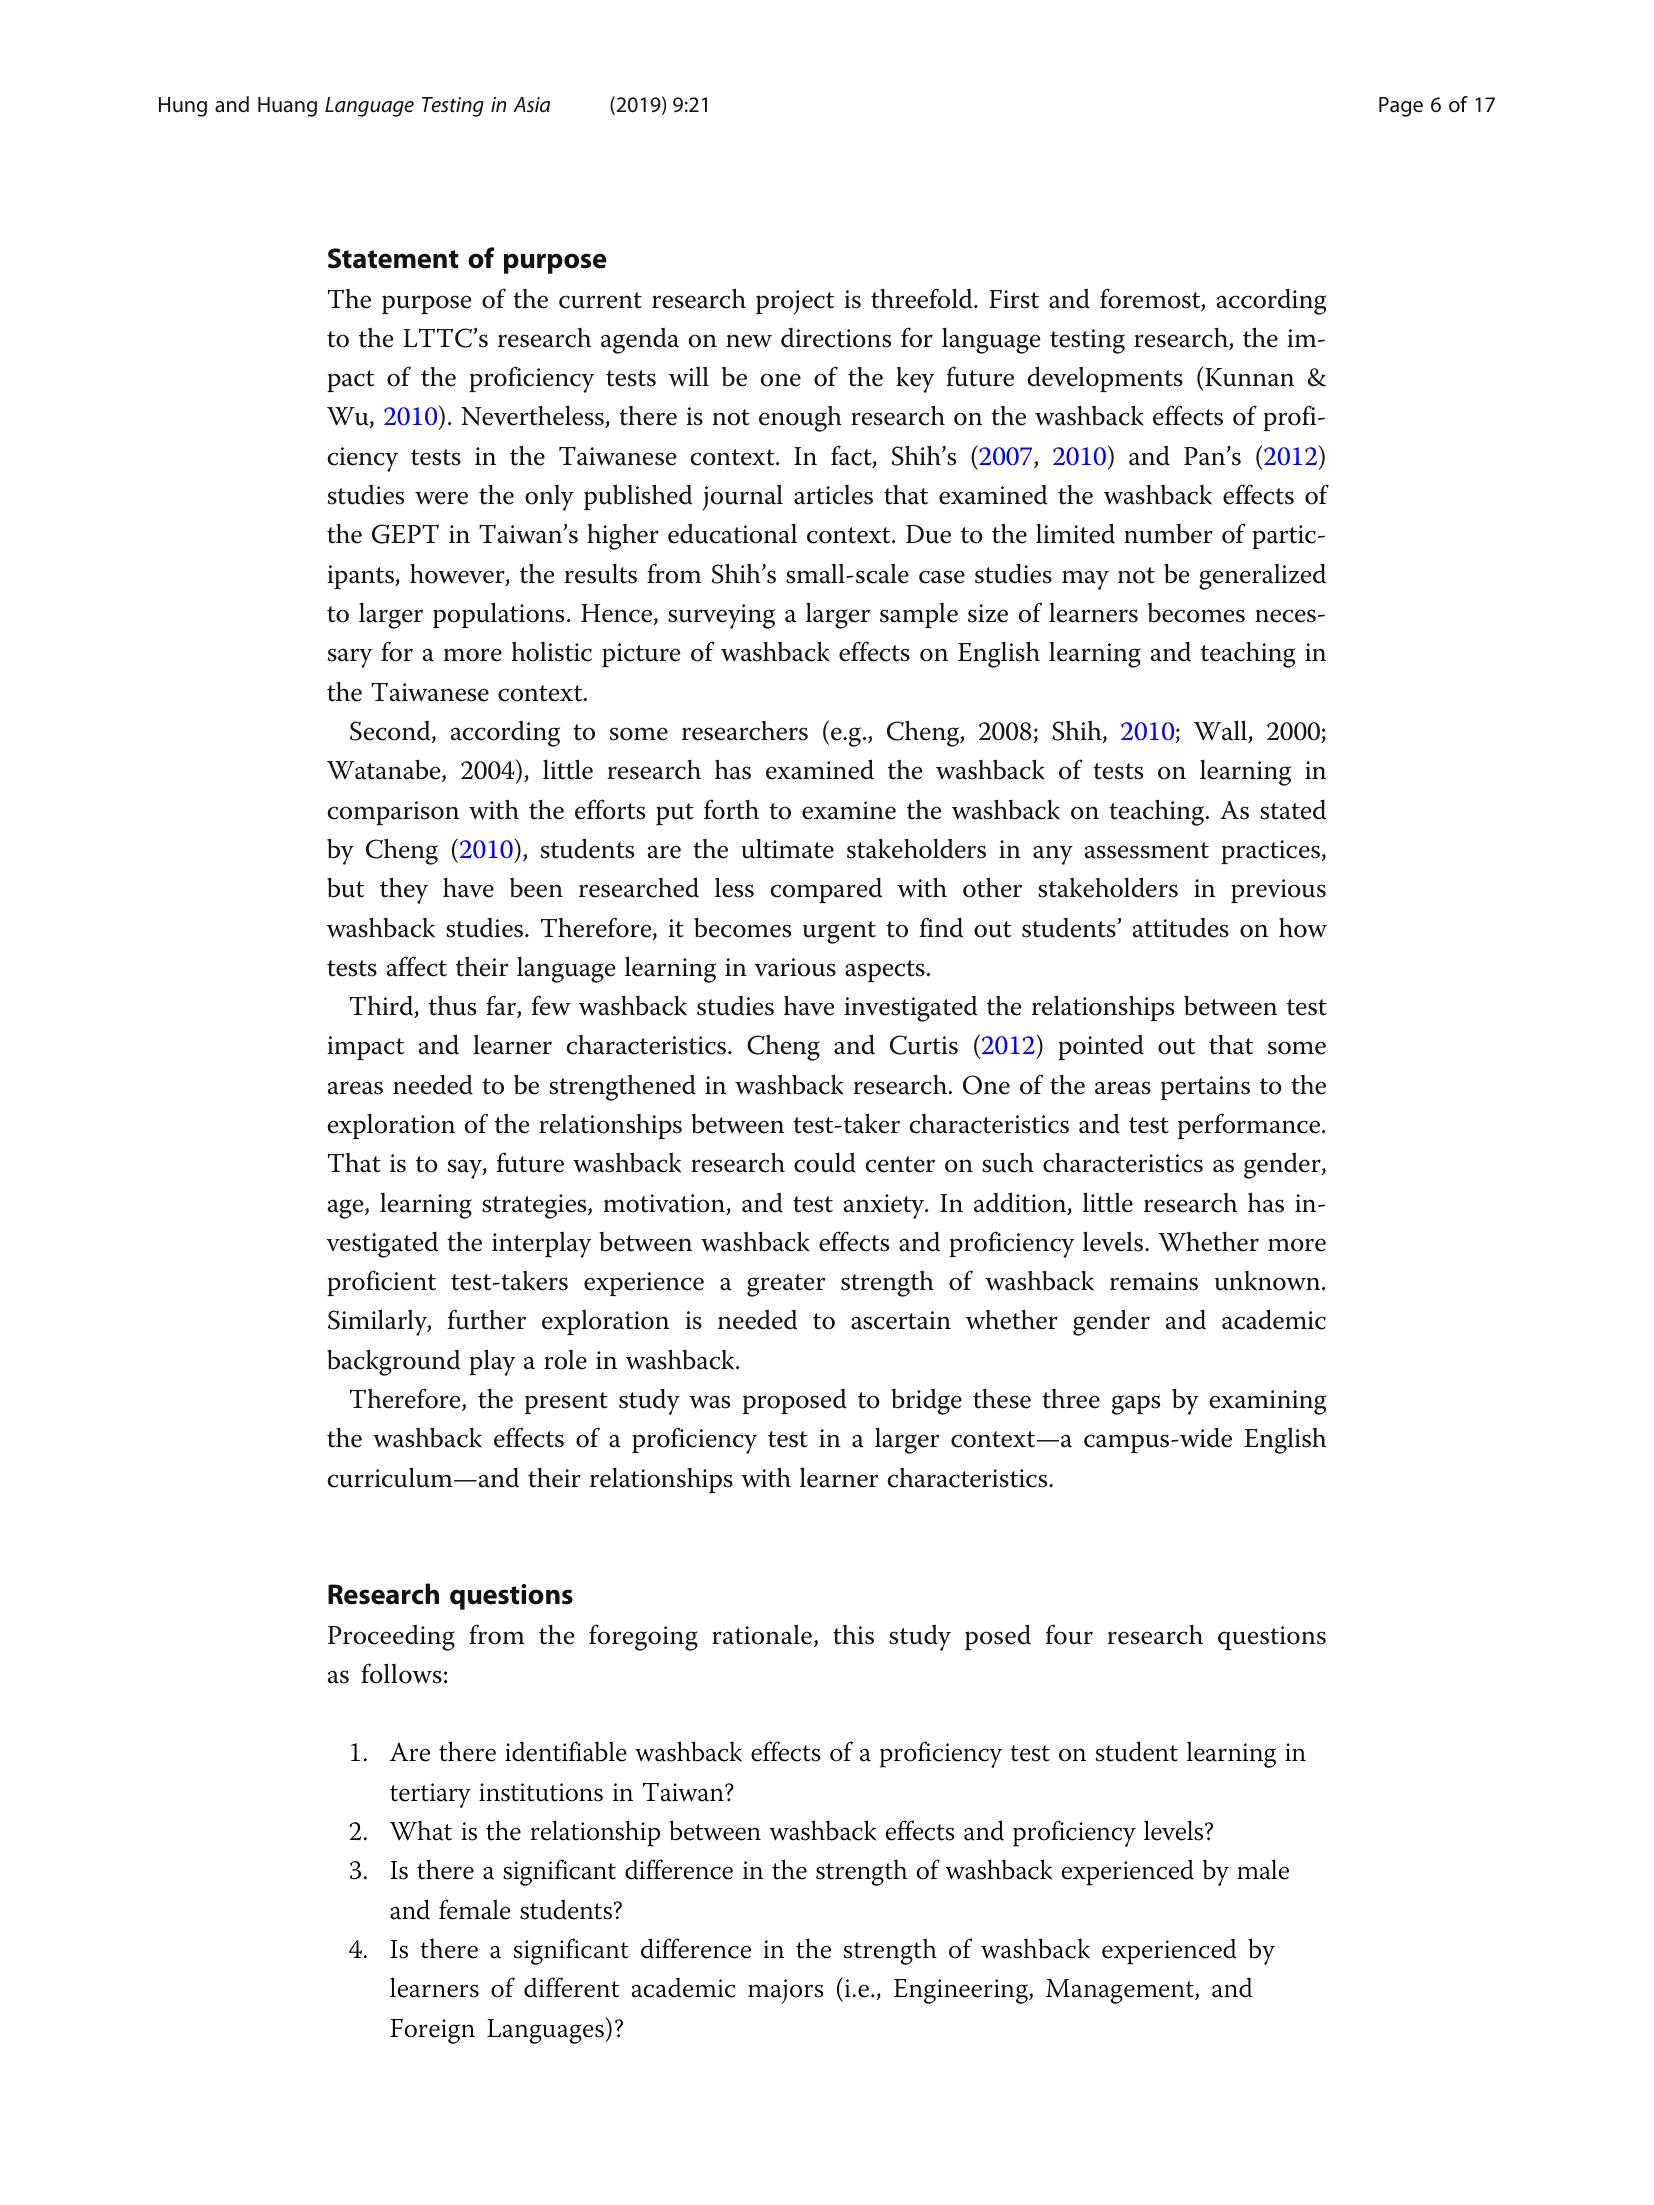 Hung and Huang Language Testing in Asia (2019) 9:21 Page 6 of 17
Statement of purpose
The purpose of the current research project is threefold. First and foremost, according
to the LTTC’s research agenda on new directions for language testing research, the im-
pact of the proficiency tests will be one of the key future developments (Kunnan &
Wu, 2010). Nevertheless, there is not enough research on the washback effects of profi-
ciency tests in the Taiwanese context. In fact, Shih’s (2007, 2010) and Pan’s (2012)
studies were the only published journal articles that examined the washback effects of
the GEPT in Taiwan’s higher educational context. Due to the limited number of partic-
ipants, however, the results from Shih’s small-scale case studies may not be generalized
to larger populations. Hence, surveying a larger sample size of learners becomes neces-
sary for a more holistic picture of washback effects on English learning and teaching in
the Taiwanese context.
Second, according to some researchers (e.g., Cheng, 2008; Shih, 2010; Wall, 2000;
Watanabe, 2004), little research has examined the washback of tests on learning in
comparison with the efforts put forth to examine the washback on teaching. As stated
by Cheng (2010), students are the ultimate stakeholders in any assessment practices,
but they have been researched less compared with other stakeholders in previous
washback studies. Therefore, it becomes urgent to find out students’ attitudes on how
tests affect their language learning in various aspects.
Third, thus far, few washback studies have investigated the relationships between test
impact and learner characteristics. Cheng and Curtis (2012) pointed out that some
areas needed to be strengthened in washback research. One of the areas pertains to the
exploration of the relationships between test-taker characteristics and test performance.
That is to say, future washback research could center on such characteristics as gender,
age, learning strategies, motivation, and test anxiety. In addition, little research has in-
vestigated the interplay between washback effects and proficiency levels. Whether more
proficient test-takers experience a greater strength of washback remains unknown.
Similarly, further exploration is needed to ascertain whether gender and academic
background play a role in washback.
Therefore, the present study was proposed to bridge these three gaps by examining
the washback effects of a proficiency test in a larger context—a campus-wide English
curriculum—and their relationships with learner characteristics.
Research questions
Proceeding from the foregoing rationale, this study posed four research questions
as follows:
1. Are there identifiable washback effects of a proficiency test on student learning in
tertiary institutions in Taiwan?
2. What is the relationship between washback effects and proficiency levels?
3. Is there a significant difference in the strength of washback experienced by male
and female students?
4. Is there a significant difference in the strength of washback experienced by
learners of different academic majors (i.e., Engineering, Management, and
Foreign Languages)?